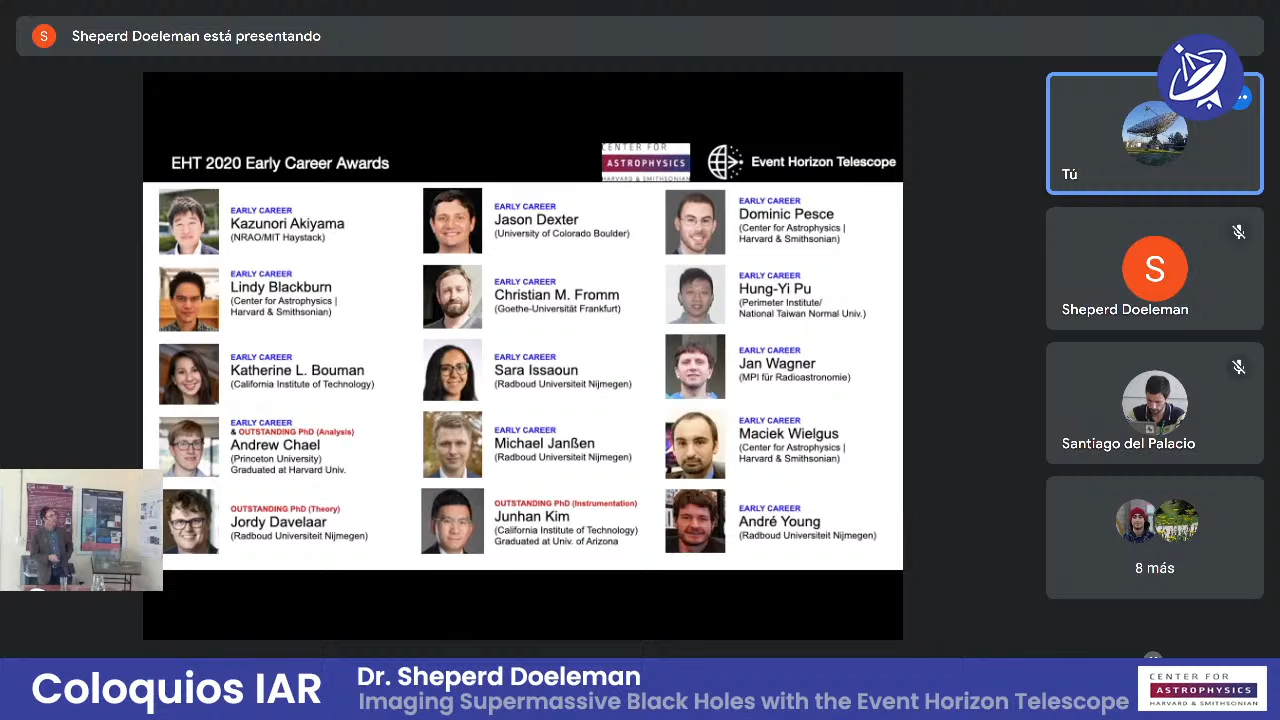 S
Sheperd Doeleman está presentando
EHT 2020 Early Career Awards
CENTER FOR
ASTROPHYSICS
HARVARD & SMITHSONIAN
Event Horizon Telescope
EARLY CAREER
Kazunori Akiyama
(NRAO/MIT Haystack)
EARLY CAREER
Lindy Blackburn
(Center for Astrophysics |
Harvard & Smithsonian)
EARLY CAREER
Katherine L. Bouman
(California Institute of Technology)
EARLY CAREER
& OUTSTANDING PhD (Analysis)
Andrew Chael
(Princeton University)
Graduated at Harvard Univ.
OUTSTANDING PhD (Theory)
Jordy Davelaar
(Radboud Universiteit Nijmegen)
EARLY CAREER
Jason Dexter
(University of Colorado Boulder)
EARLY CAREER
Christian M. Fromm
(Goethe-Universität Frankfurt)
EARLY CAREER
Sara Issaoun
(Radboud Universiteit Nijmegen)
EARLY CAREER
Michael Janßen
(Radboud Universiteit Nijmegen)
OUTSTANDING PhD (Instrumentation)
Junhan Kim
(California Institute of Technology)
Graduated at Univ. of Arizona
EARLY CAREER
Dominic Pesce
(Center for Astrophysics |
Harvard & Smithsonian)
EARLY CAREER
Hung-Yi Pu
(Perimeter Institute/
National Taiwan Normal Univ.)
EARLY CAREER
Jan Wagner
(MPI für Radioastronomie)
EARLY CAREER
Maciek Wielgus
(Center for Astrophysics |
Harvard & Smithsonian)
EARLY CAREER
André Young
(Radboud Universiteit Nijmegen)
Tú
S
Sheperd Doeleman
Santiago del Palacio
8 más
Coloquios IAR
Dr. Sheperd Doeleman
Imaging Supermassive Black Holes with the Event Horizon Telescope
CENTER FOR
ASTROPHYSICS
HARVARD & SMITHSONIAN